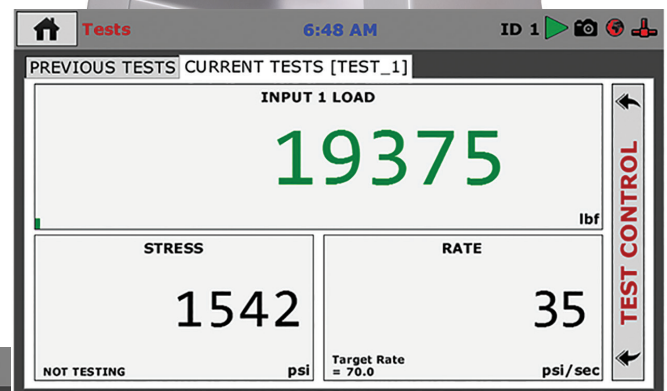 Tests 6:48 AM ID 1
PREVIOUS TESTS CURRENT TESTS [TEST_1]
INPUT 1 LOAD
19375
lbf
STRESS
1542
NOT TESTING psi
RATE
35
Target Rate
= 70.0 psi/sec
TEST CONTROL